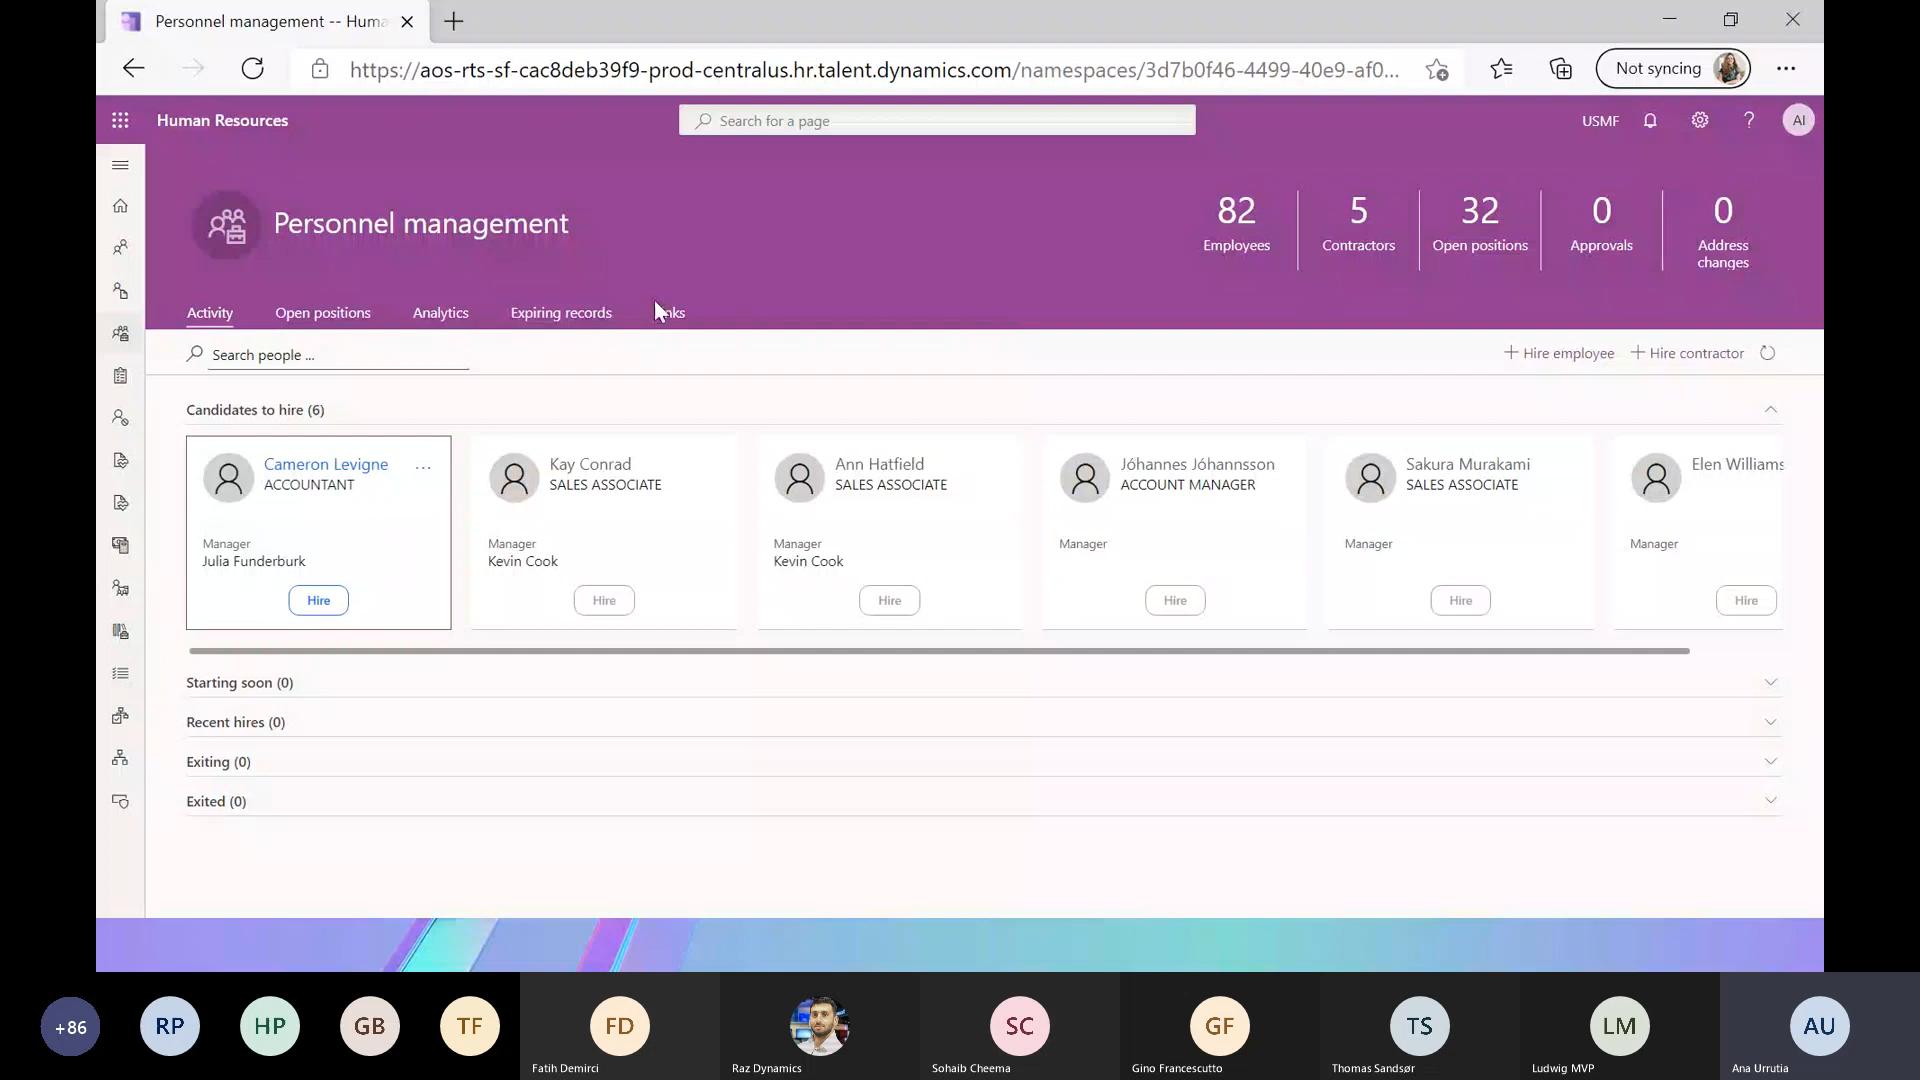 Personnel management -- Huma
https://aos-rts-sf-cac8deb39f9-prod-centralus.hr.talent.dynamics.com/namespaces/3d7b0f46-4499-40e9-af0...
Not syncing
Human Resources
Search for a page
USMF
?
AI
Personnel management
82
Employees
5
Contractors
32
Open positions
0
Approvals
0
Address
changes
Activity
Open positions
Analytics
Expiring records
Search people ...
Hire employee
Hire contractor
Candidates to hire (6)
Cameron Levigne
...
ACCOUNTANT
Manager
Julia Funderburk
Hire
Kay Conrad
SALES ASSOCIATE
Manager
Kevin Cook
Hire
Ann Hatfield
SALES ASSOCIATE
Manager
Kevin Cook
Hire
Jóhannes Jóhannsson
ACCOUNT MANAGER
Manager
Hire
Sakura Murakami
SALES ASSOCIATE
Manager
Hire
Elen Williams
Manager
Hire
Starting soon (0)
Recent hires (0)
Exiting (0)
Exited (0)
+86
RP
HP
GB
TF
FD
Fatih Demirci
Raz Dynamics
SC
Sohaib Cheema
GF
Gino Francescutto
TS
Thomas Sandsør
LM
Ludwig MVP
AU
Ana Urrutia